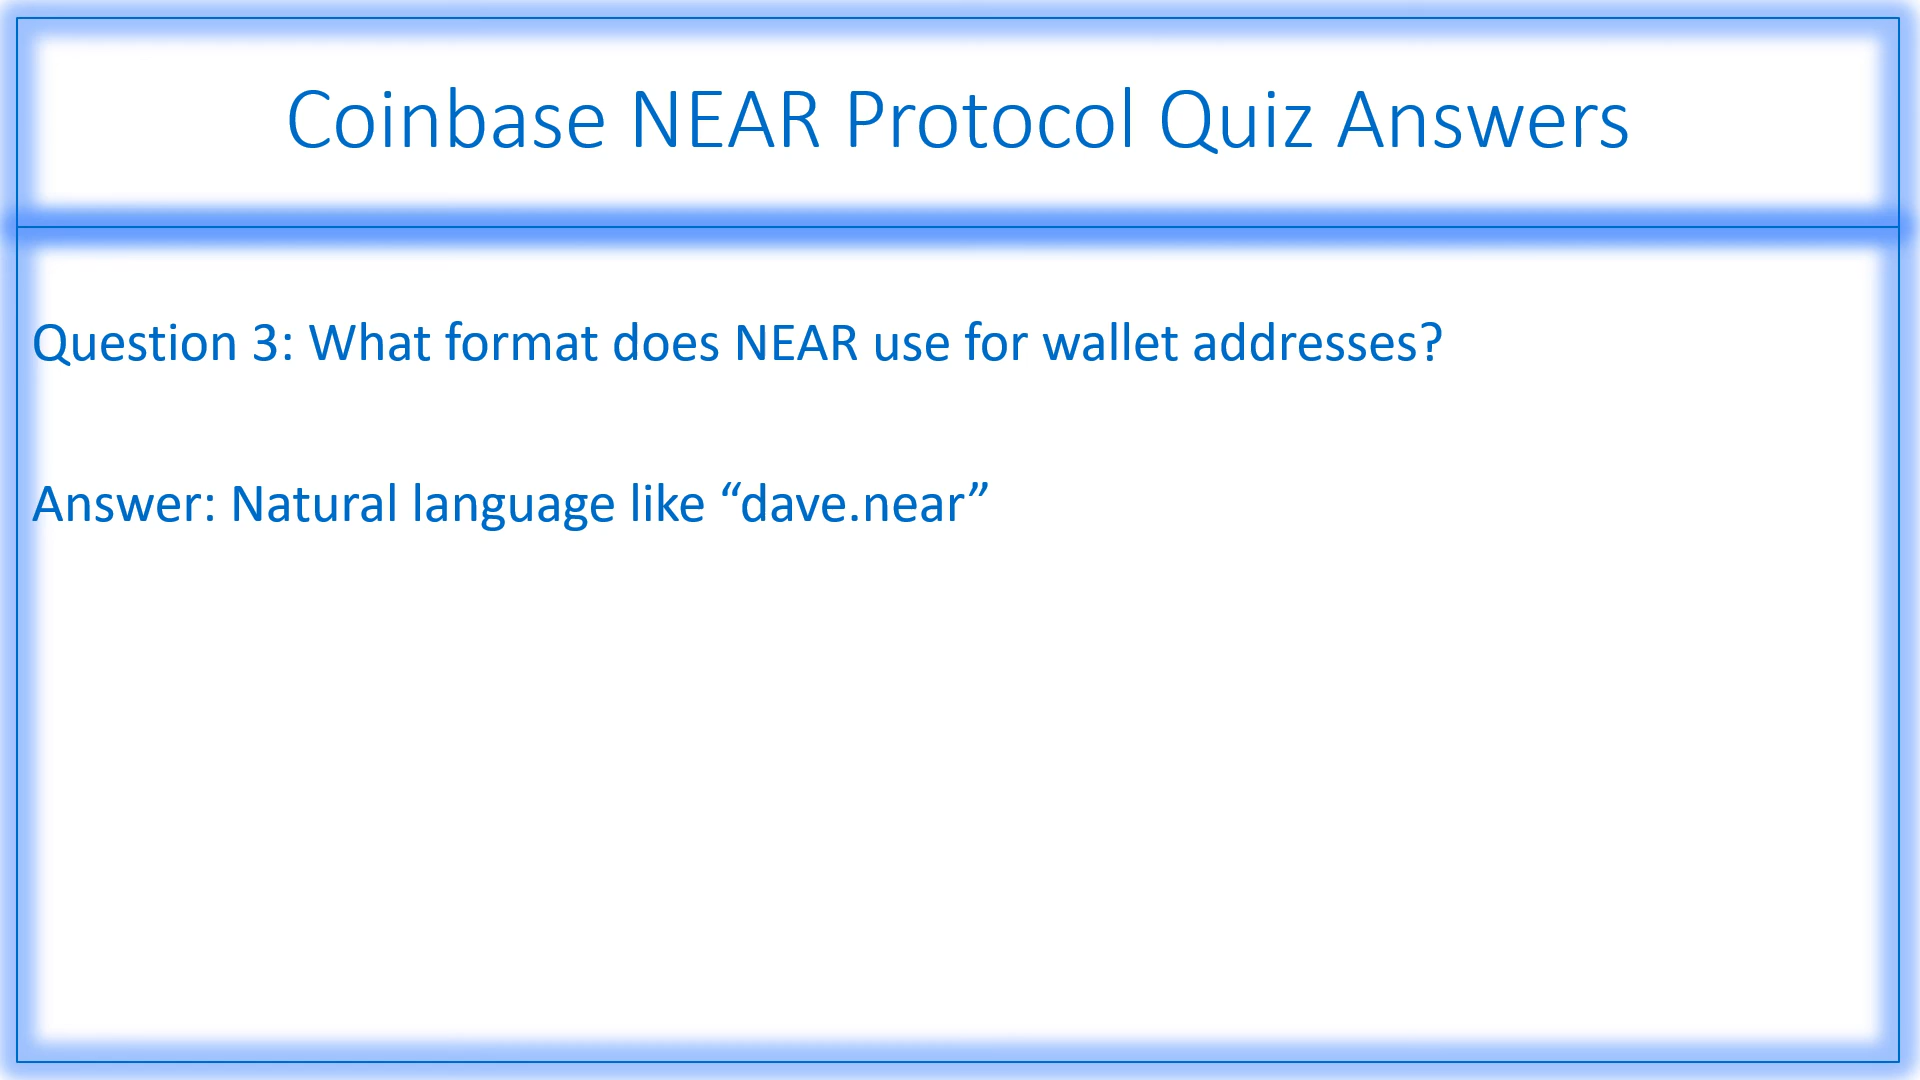 Coinbase NEAR Protocol Quiz Answers
Question 3: What format does NEAR use for wallet addresses?
Answer: Natural language like “dave.near”